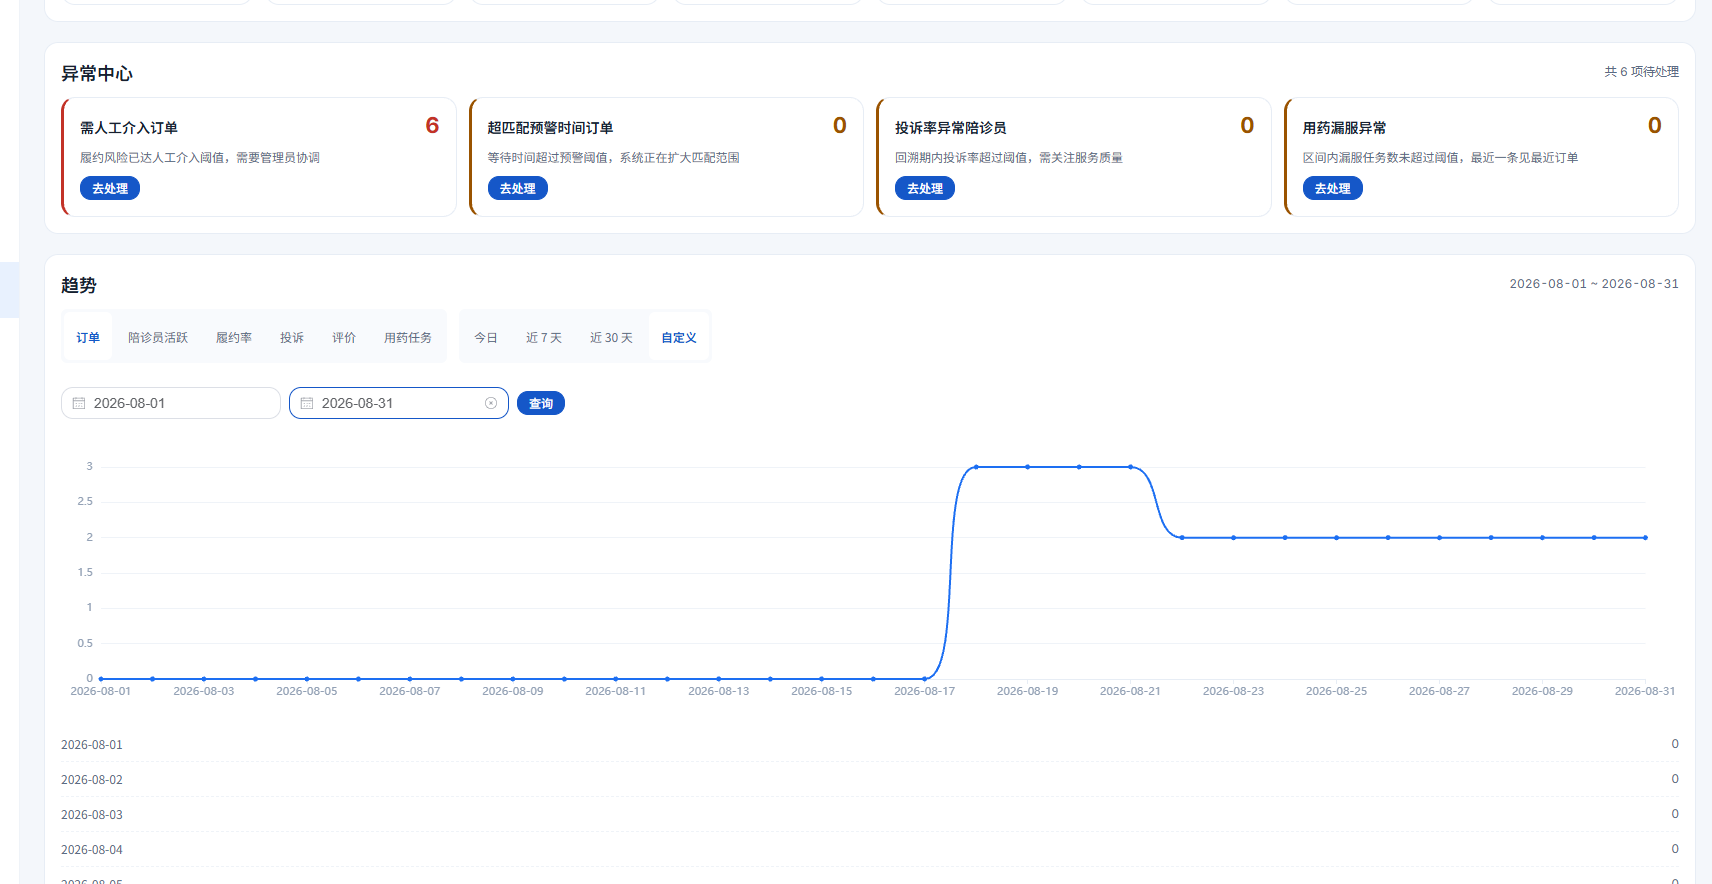 异常中心
共 6 项待处理
需人工介入订单
6
履约风险已达人工介入阈值，需要管理员协调
去处理
超匹配预警时间订单
0
等待时间超过预警阈值，系统正在扩大匹配范围
去处理
投诉率异常陪诊员
0
回溯期内投诉率超过阈值，需关注服务质量
去处理
用药漏服异常
0
区间内漏服任务数未超过阈值，最近一条见最近订单
去处理
趋势
2026-08-01 ~ 2026-08-31
订单 陪诊员活跃 履约率 投诉 评价 用药任务 今日 近 7 天 近 30 天 自定义
2026-08-01 2026-08-31 查询
3
2.5
2
1.5
1
0.5
0
2026-08-01 2026-08-03 2026-08-05 2026-08-07 2026-08-09 2026-08-11 2026-08-13 2026-08-15 2026-08-17 2026-08-19 2026-08-21 2026-08-23 2026-08-25 2026-08-27 2026-08-29 2026-08-31
2026-08-01 0
2026-08-02 0
2026-08-03 0
2026-08-04 0
2026-08-05 0